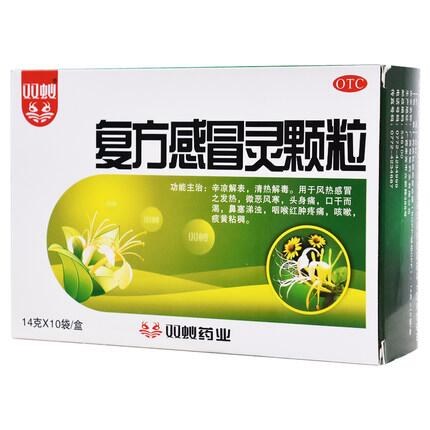 双蚁
OTC
复方感冒灵颗粒
功能主治：辛凉解表，清热解毒。用于风热感冒
之发热，微恶风寒，头身痛，口干而
渴，鼻塞涕浊，咽喉红肿疼痛，咳嗽，
痰黄粘稠。
14克X10袋/盒
双蚁药业